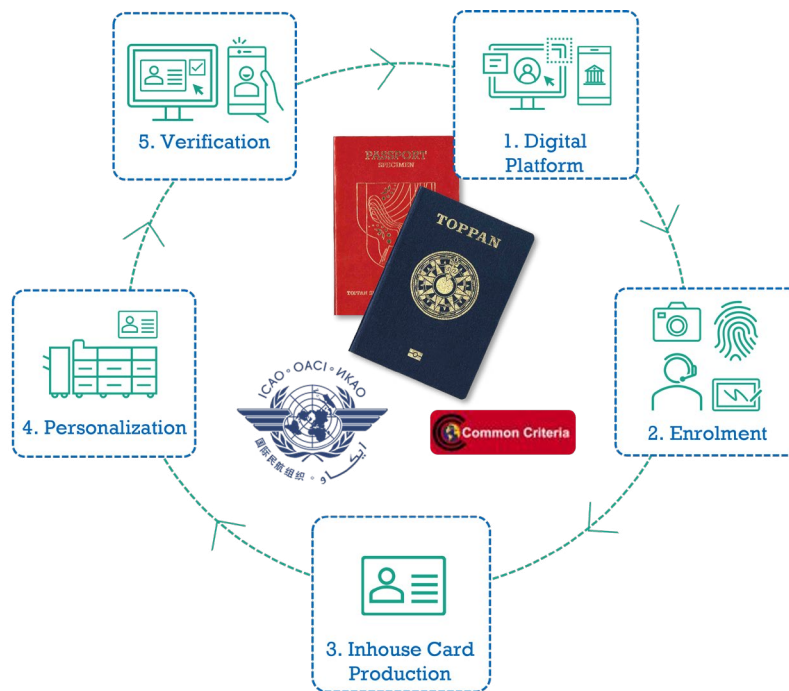 5. Verification
1. Digital
Platform
PASSPORT
SPECIMEN
TOPPAN
ICAO · OACI · ИКАО
国际民航组织 · ايكاو
Common Criteria
4. Personalization
2. Enrolment
3. Inhouse Card
Production